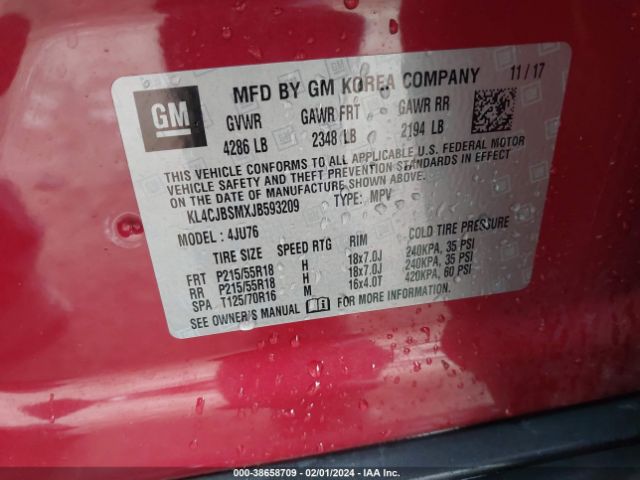 GM
MFD BY GM KOREA COMPANY 11/17
GVWR GAWR FRT GAWR RR
4286 LB 2348 LB 2194 LB
THIS VEHICLE CONFORMS TO ALL APPLICABLE U.S. FEDERAL MOTOR
VEHICLE SAFETY AND THEFT PREVENTION STANDARDS IN EFFECT
ON THE DATE OF MANUFACTURE SHOWN ABOVE.
KL4CJBSMXJB593209 TYPE: MPV
MODEL: 4JU76
TIRE SIZE SPEED RTG RIM COLD TIRE PRESSURE
FRT P215/55R18 H 18x7.0J 240KPA, 35 PSI
RR P215/55R18 H 18x7.0J 240KPA, 35 PSI
SPA T125/70R16 M 16x4.0T 420KPA, 60 PSI
SEE OWNER'S MANUAL FOR ADDITIONAL INFORMATION.
000-38658709 - 02/01/2024 - IAAI.com